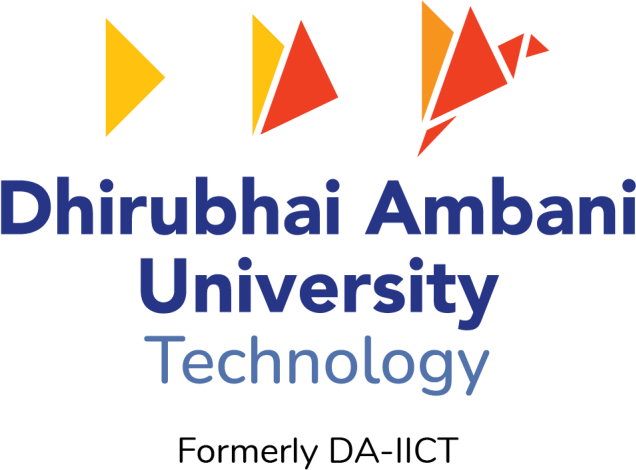 Dhirubhai Ambani
University
Technology
Formerly DA-IICT